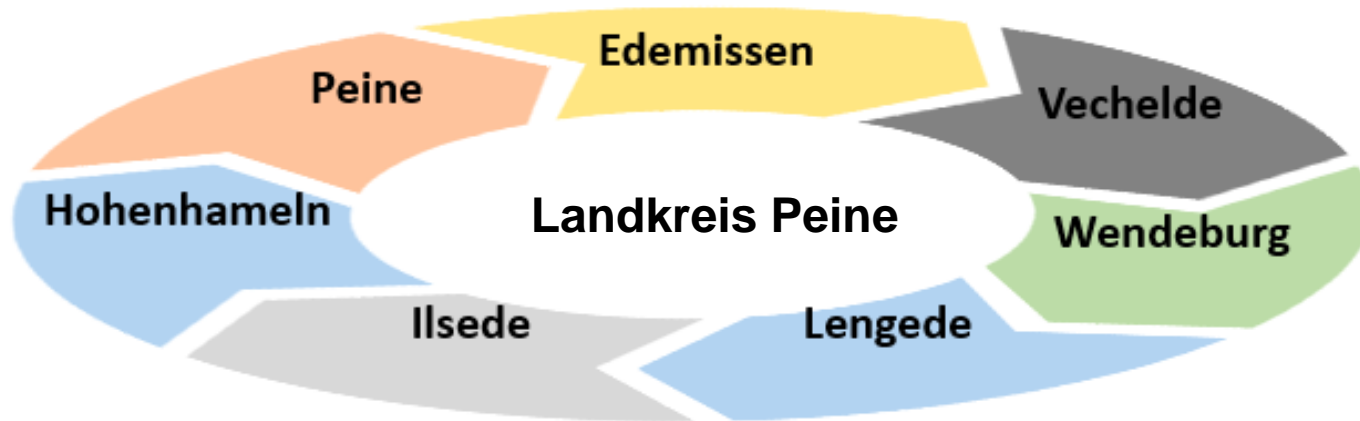 Edemissen
Peine
Vechelde
Hohenhameln
Landkreis Peine
Wendeburg
Ilsede
Lengede